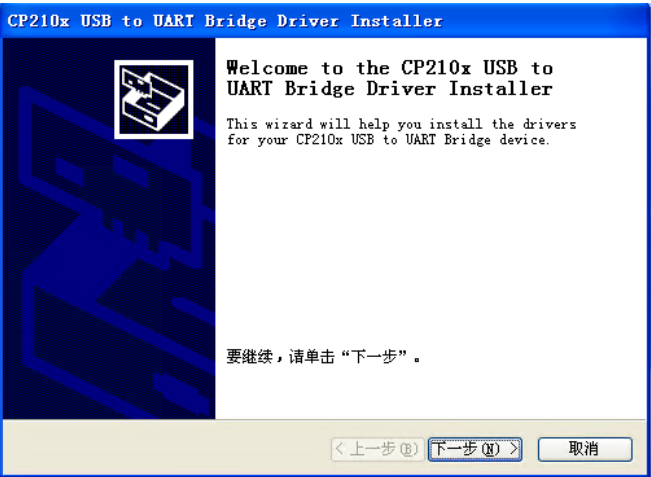 CP210x USB to UART Bridge Driver Installer
Welcome to the CP210x USB to
UART Bridge Driver Installer
This wizard will help you install the drivers
for your CP210x USB to UART Bridge device.
要继续，请单击“下一步”。
< 上一步(B) 下一步(N) > 取消